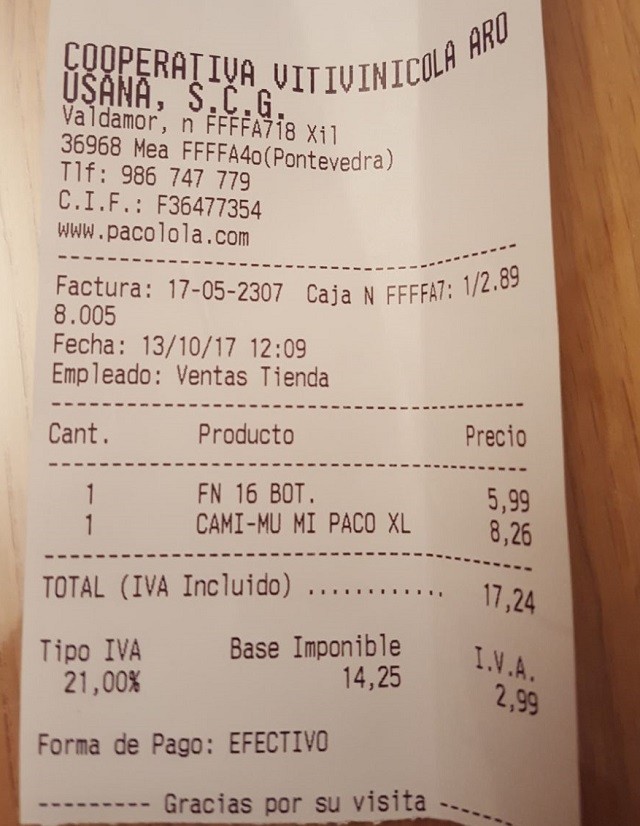 COOPERATIVA VITIVINICOLA ARO
USANA, S.C.G.
Valdamor, n FFFFA718 Xil
36968 Mea FFFFA4o(Pontevedra)
Tlf: 986 747 779
C.I.F.: F36477354
www.pacolola.com
Factura: 17-05-2307 Caja N FFFFA7: 1/2.89
8.005
Fecha: 13/10/17 12:09
Empleado: Ventas Tienda
Cant. Producto Precio
1 FN 16 BOT. 5,99
1 CAMI-MU MI PACO XL 8,26
TOTAL (IVA Incluido) ............ 17,24
Tipo IVA Base Imponible I.V.A.
21,00% 14,25 2,99
Forma de Pago: EFECTIVO
--------- Gracias por su visita ------